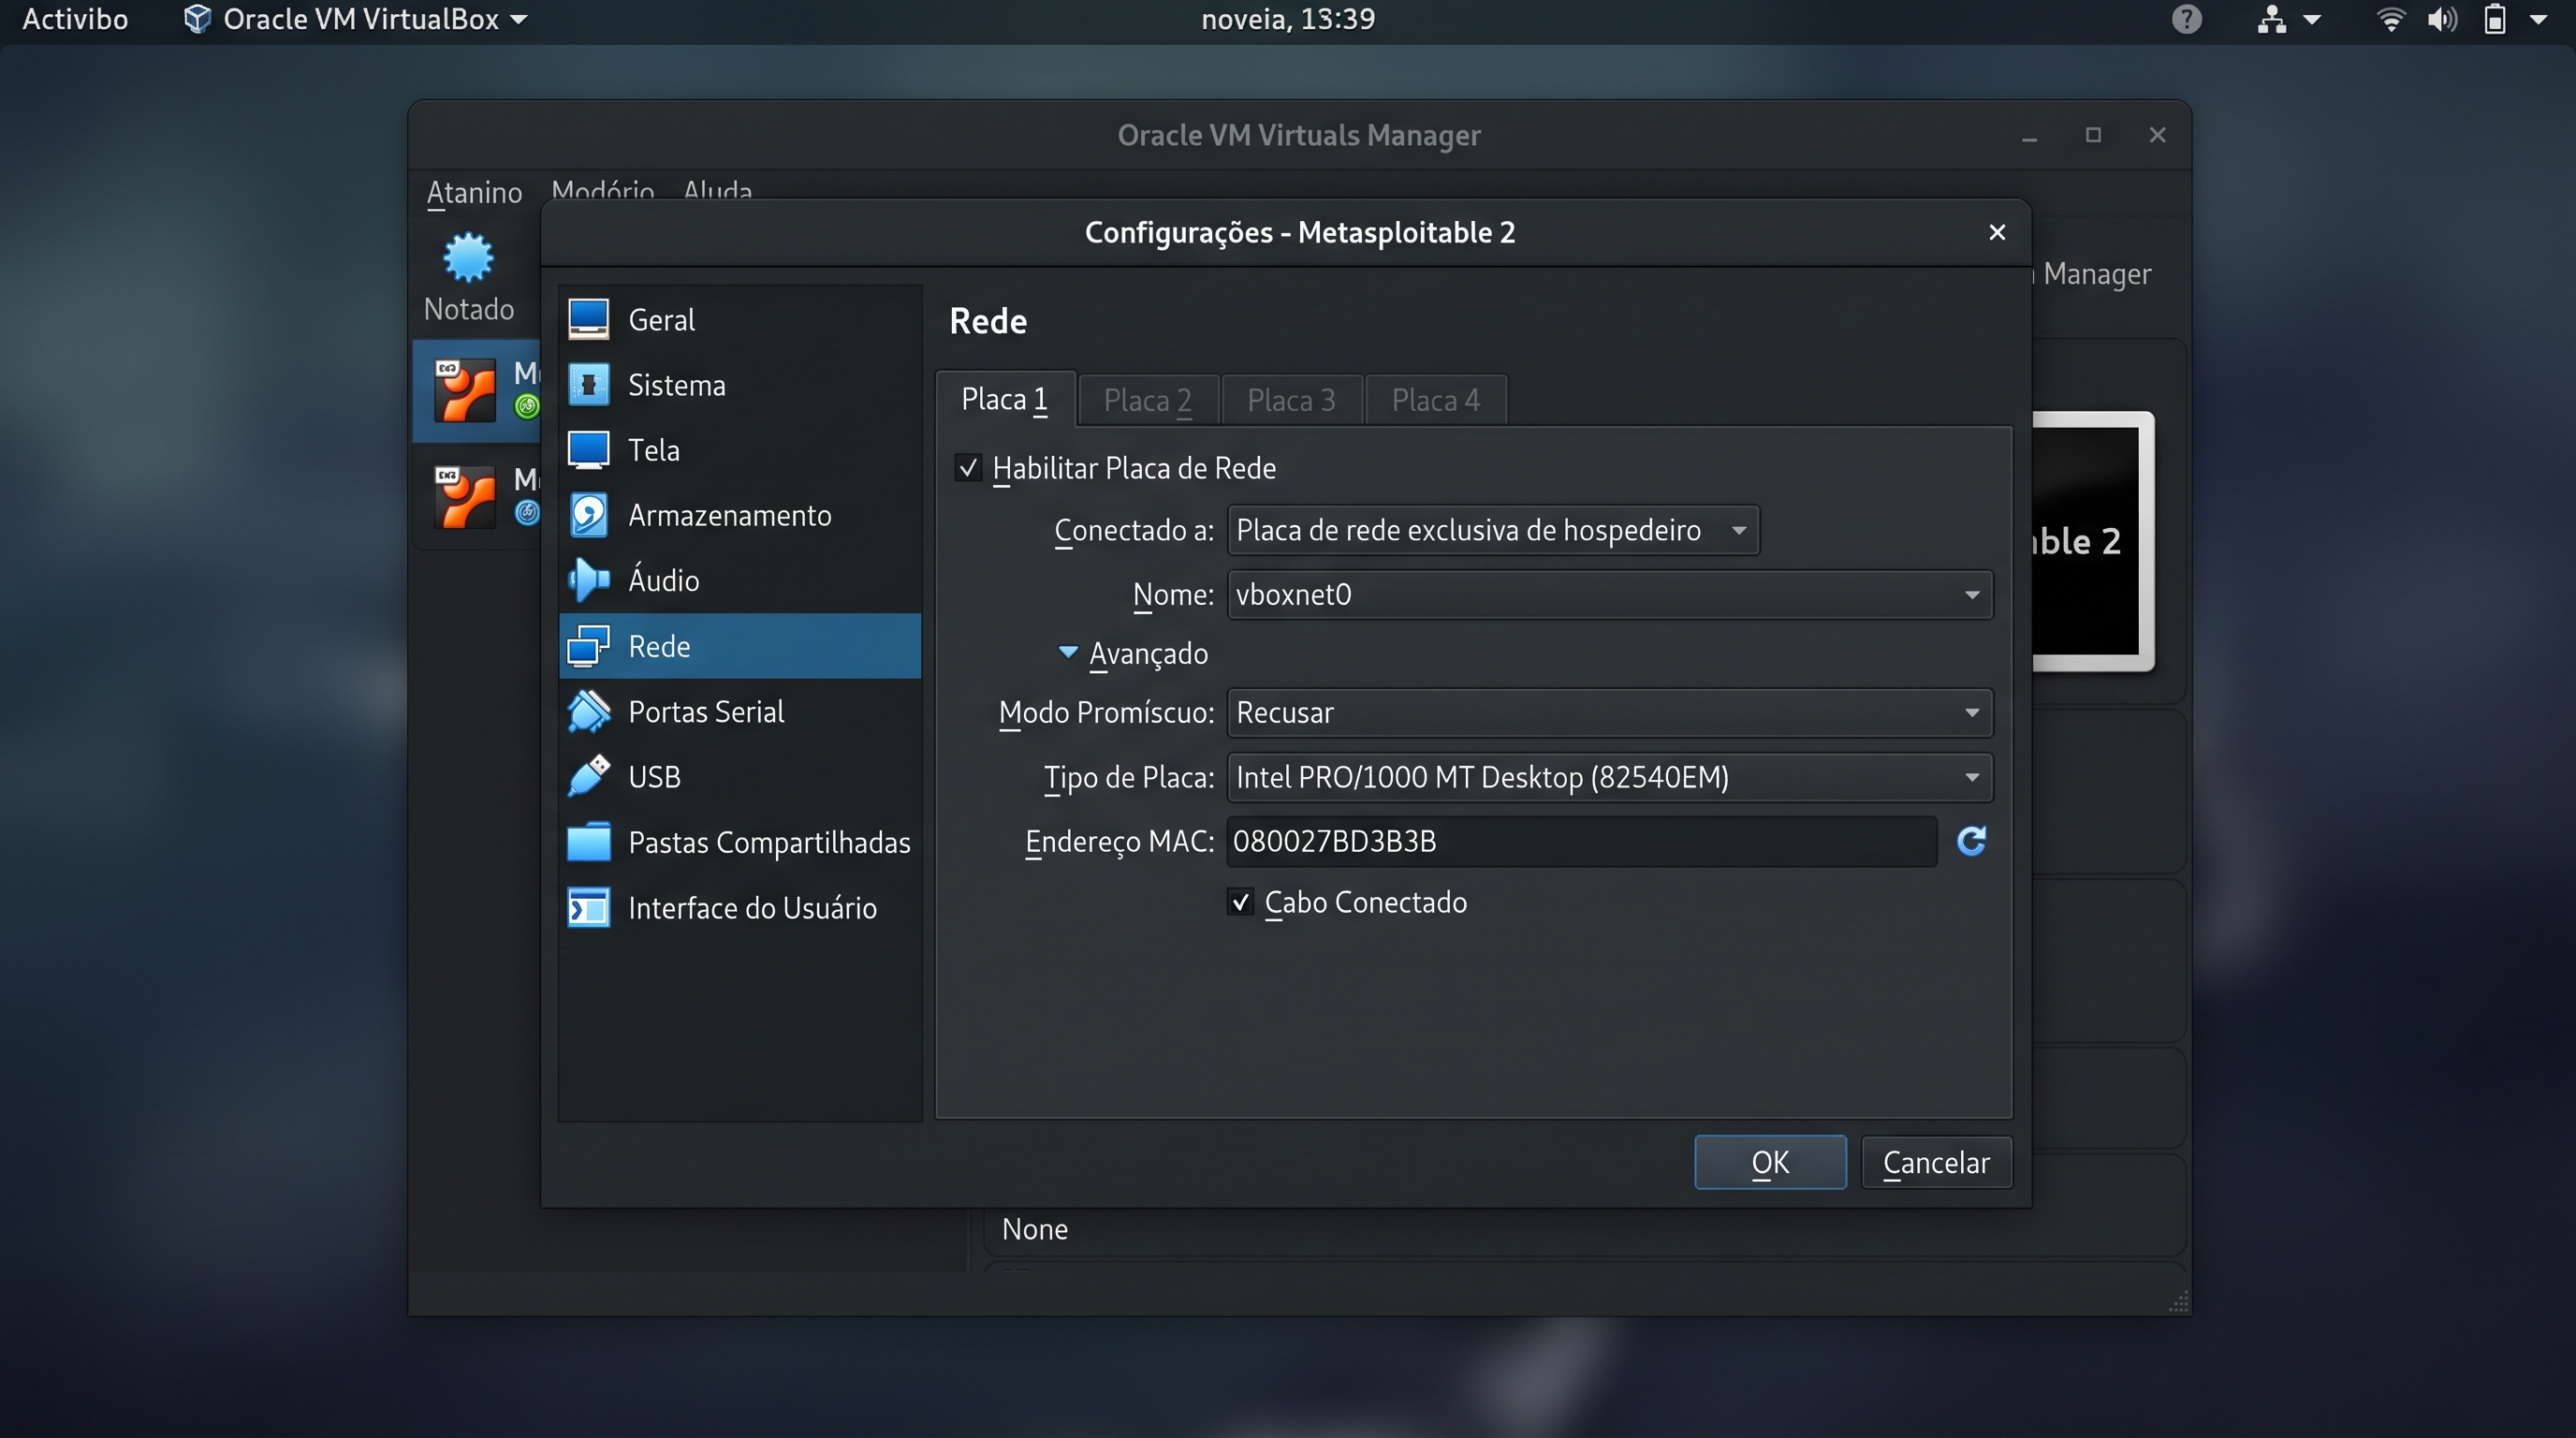 Activibo
Oracle VM VirtualBox
noveia, 13:39
Oracle VM Virtuals Manager
Atanino Modório Aluda
Configurações - Metasploitable 2
Notado
Manager
Geral
Sistema
Tela
Armazenamento
Áudio
Rede
Portas Serial
USB
Pastas Compartilhadas
Interface do Usuário
Rede
Placa 1 Placa 2 Placa 3 Placa 4
Habilitar Placa de Rede
Conectado a: Placa de rede exclusiva de hospedeiro
Nome: vboxnet0
Avançado
Modo Promíscuo: Recusar
Tipo de Placa: Intel PRO/1000 MT Desktop (82540EM)
Endereço MAC: 080027BD3B3B
Cabo Conectado
OK Cancelar
ble 2
None